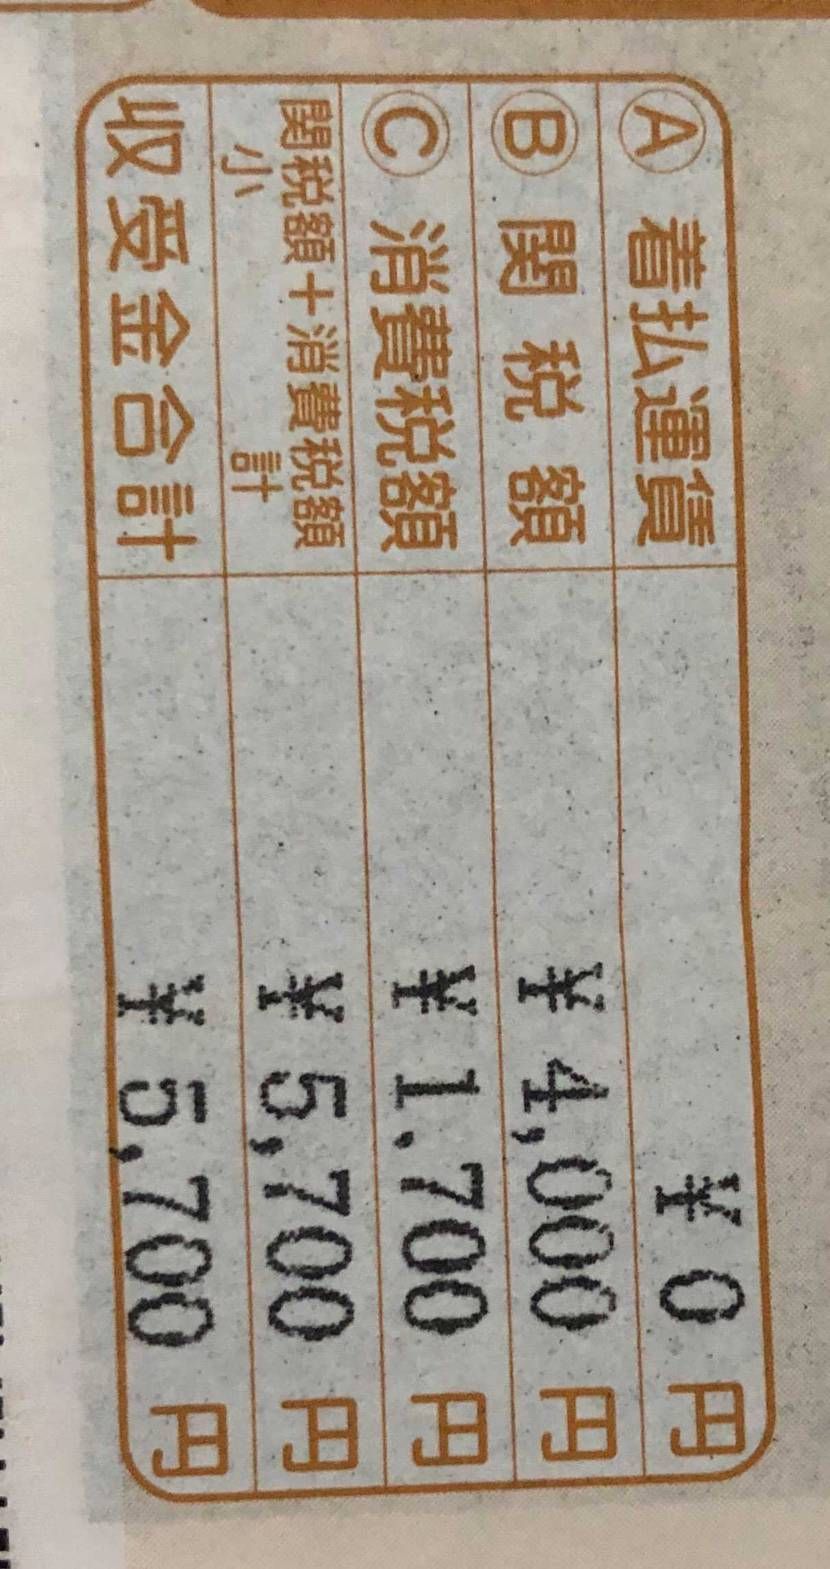 Ⓐ 着払運賃 ¥0 円
Ⓑ 関税額 ¥4,000 円
Ⓒ 消費税額 ¥1,700 円
関税額+消費税額 小計 ¥5,700 円
収受金合計 ¥5,700 円